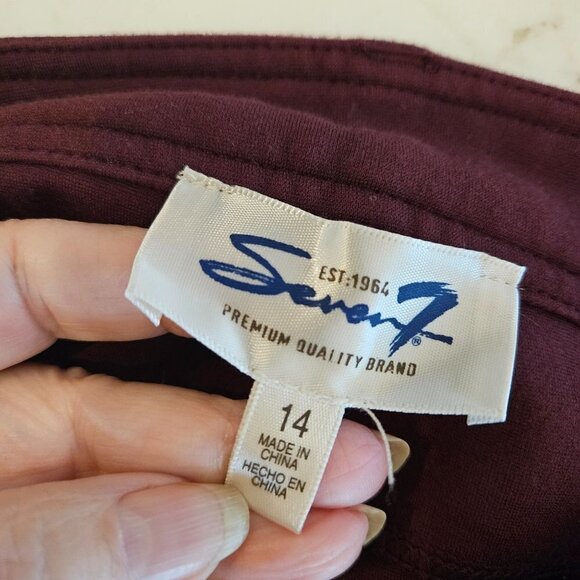 EST:1964
Seven7®
PREMIUM QUALITY BRAND
14
MADE IN
CHINA
HECHO EN
CHINA